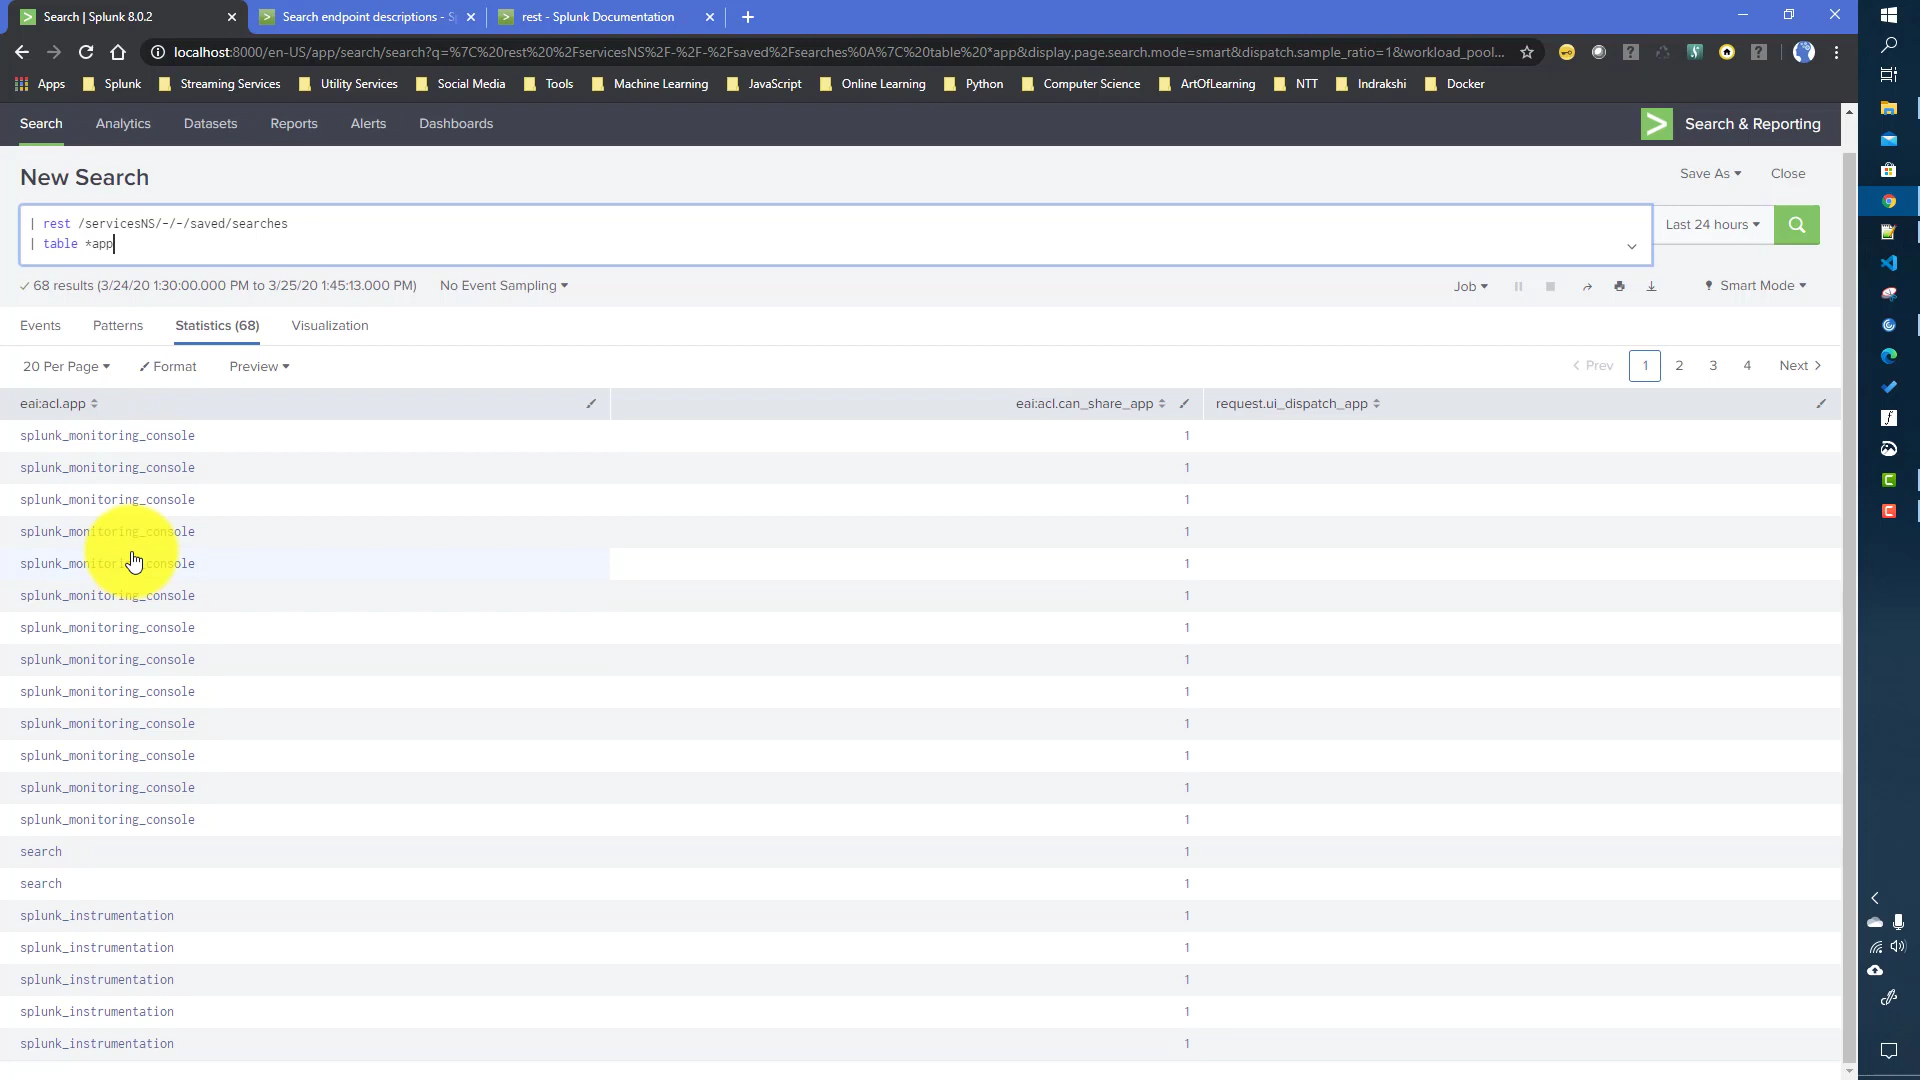 Search | Splunk 8.0.2
Search endpoint descriptions - S
rest - Splunk Documentation
localhost:8000/en-US/app/search/search?q=%7C%20rest%20%2FservicesNS%2F-%2F-%2Fsaved%2Fsearches%0A%7C%20table%20*app&display.page.search.mode=smart&dispatch.sample_ratio=1&workload_pool...
Apps Splunk Streaming Services Utility Services Social Media Tools Machine Learning JavaScript Online Learning Python Computer Science ArtOfLearning NTT Indrakshi Docker
Search Analytics Datasets Reports Alerts Dashboards Search & Reporting
New Search
Save As Close
| rest /servicesNS/-/-/saved/searches
| table *app
Last 24 hours
68 results (3/24/20 1:30:00.000 PM to 3/25/20 1:45:13.000 PM) No Event Sampling Job Smart Mode
Events Patterns Statistics (68) Visualization
20 Per Page Format Preview < Prev 1 2 3 4 Next >
eai:acl.app eai:acl.can_share_app request.ui_dispatch_app
splunk_monitoring_console 1
splunk_monitoring_console 1
splunk_monitoring_console 1
splunk_monitoring_console 1
splunk_monitoring_console 1
splunk_monitoring_console 1
splunk_monitoring_console 1
splunk_monitoring_console 1
splunk_monitoring_console 1
splunk_monitoring_console 1
splunk_monitoring_console 1
splunk_monitoring_console 1
splunk_monitoring_console 1
search 1
search 1
splunk_instrumentation 1
splunk_instrumentation 1
splunk_instrumentation 1
splunk_instrumentation 1
splunk_instrumentation 1